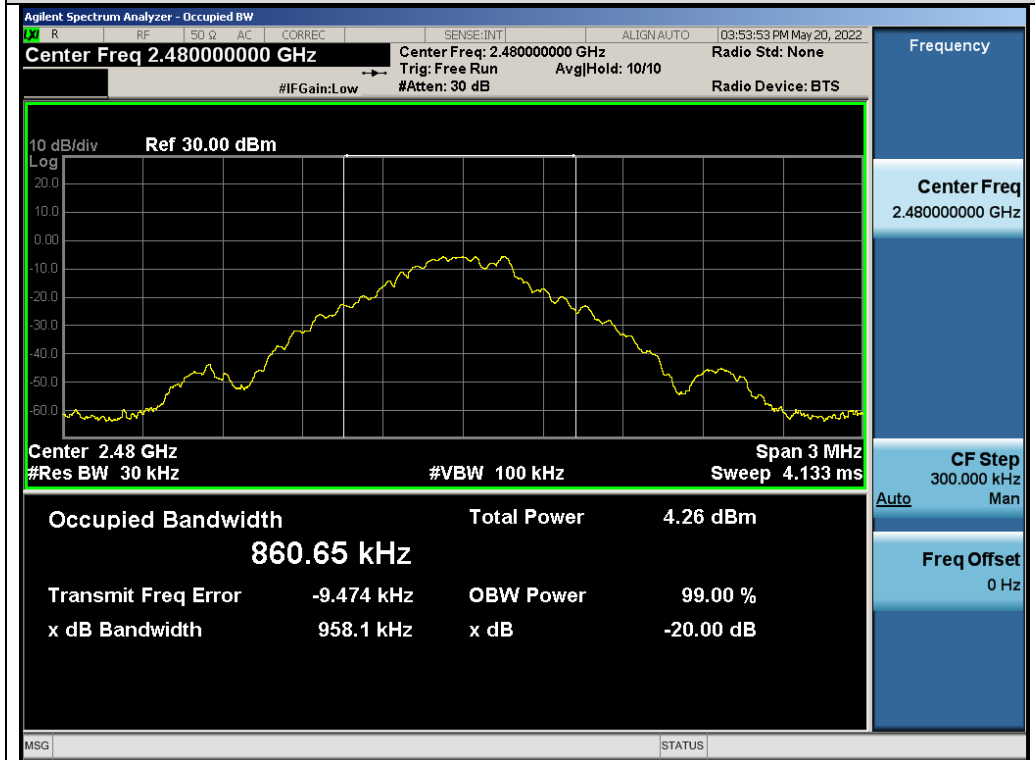 Agilent Spectrum Analyzer - Occupied BW
LXI R RF 50 Ω AC CORREC SENSE:INT ALIGN AUTO 03:53:53 PM May 20, 2022
Center Freq 2.480000000 GHz Center Freq: 2.480000000 GHz Radio Std: None
Trig: Free Run Avg|Hold: 10/10
#IFGain:Low #Atten: 30 dB Radio Device: BTS
10 dB/div Ref 30.00 dBm
Log
20.0
10.0
0.00
-10.0
-20.0
-30.0
-40.0
-50.0
-60.0
Center 2.48 GHz Span 3 MHz
#Res BW 30 kHz #VBW 100 kHz Sweep 4.133 ms
Occupied Bandwidth Total Power 4.26 dBm
860.65 kHz
Transmit Freq Error -9.474 kHz OBW Power 99.00 %
x dB Bandwidth 958.1 kHz x dB -20.00 dB
MSG STATUS
Frequency
Center Freq
2.480000000 GHz
CF Step
300.000 kHz
Auto Man
Freq Offset
0 Hz